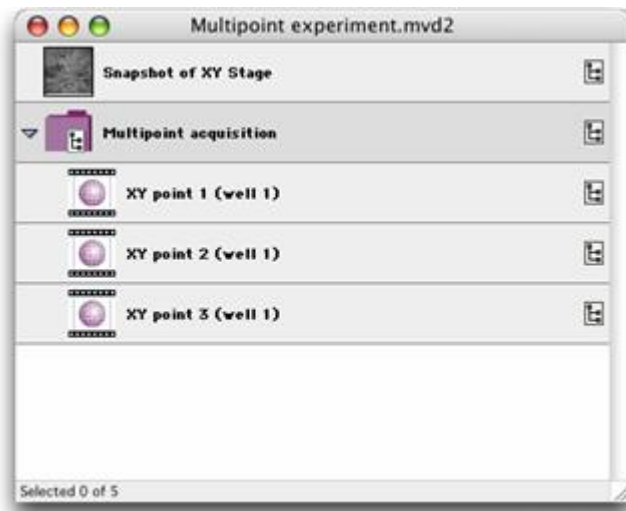 Multipoint experiment.mvd2
Snapshot of XY Stage
Multipoint acquisition
XY point 1 (well 1)
XY point 2 (well 1)
XY point 3 (well 1)
Selected 0 of 5